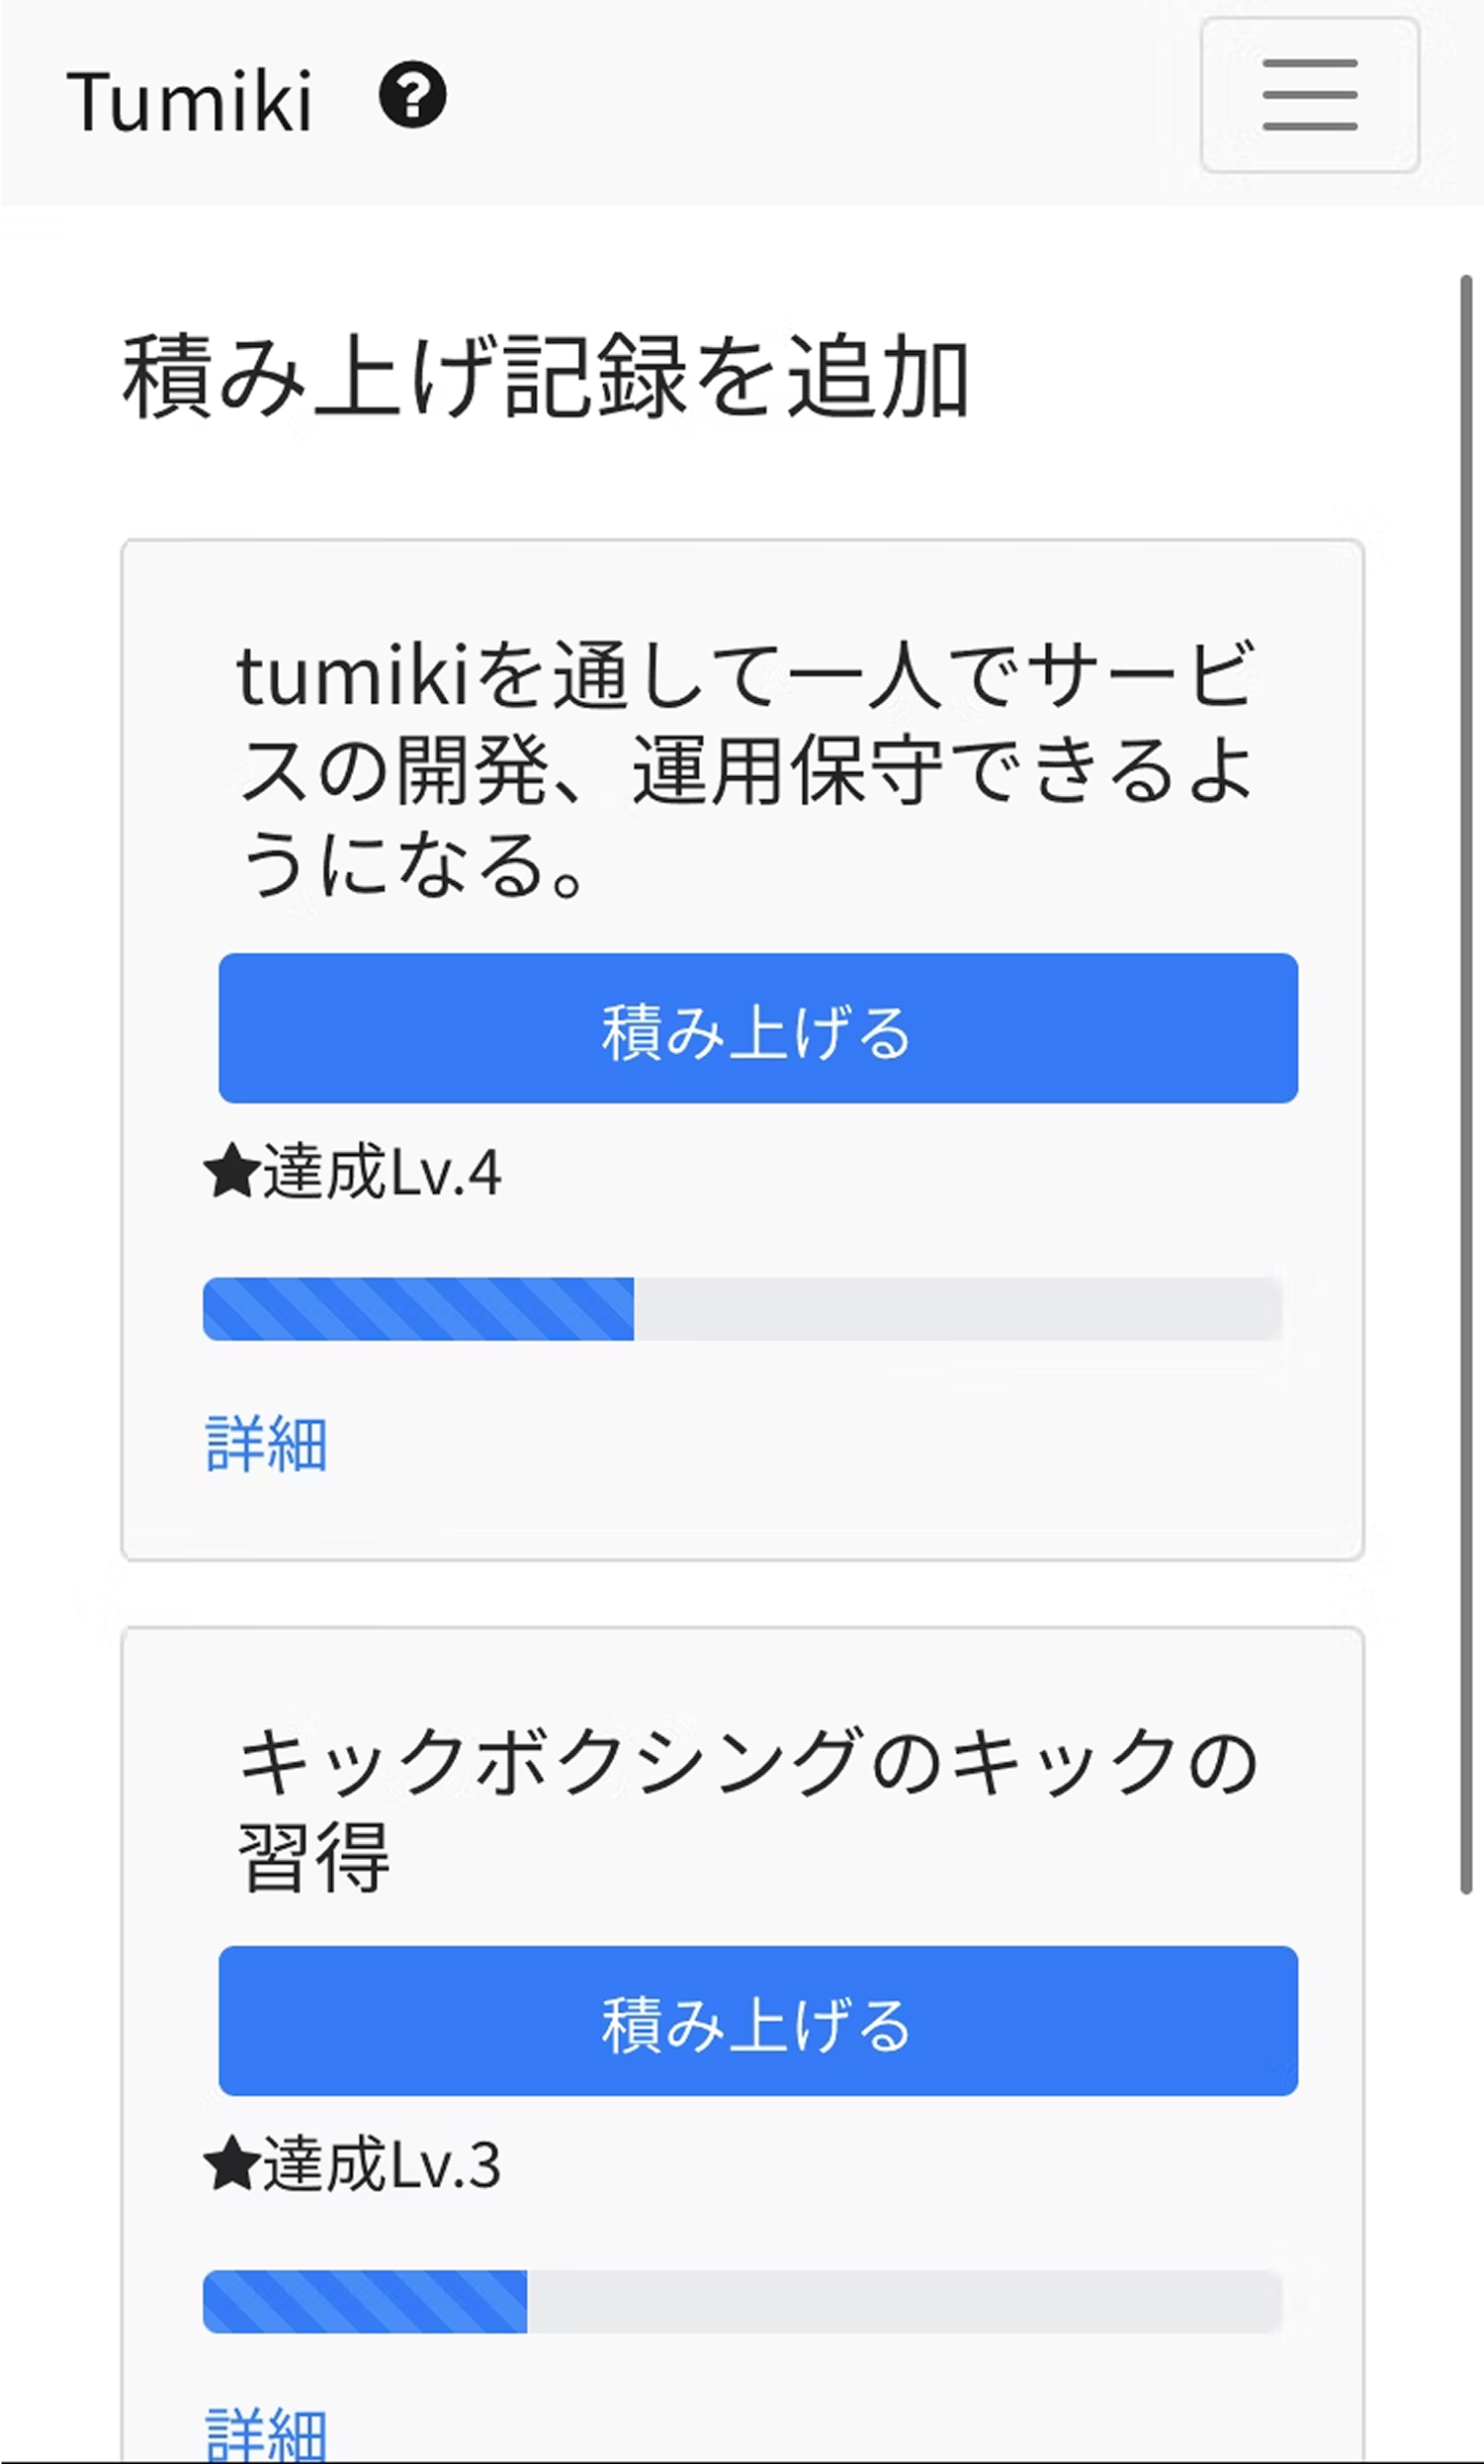 Tumiki ?
積み上げ記録を追加
tumikiを通して一人でサービ
スの開発、運用保守できるよ
うになる。
積み上げる
★達成Lv.4
詳細
キックボクシングのキックの
習得
積み上げる
★達成Lv.3
詳細